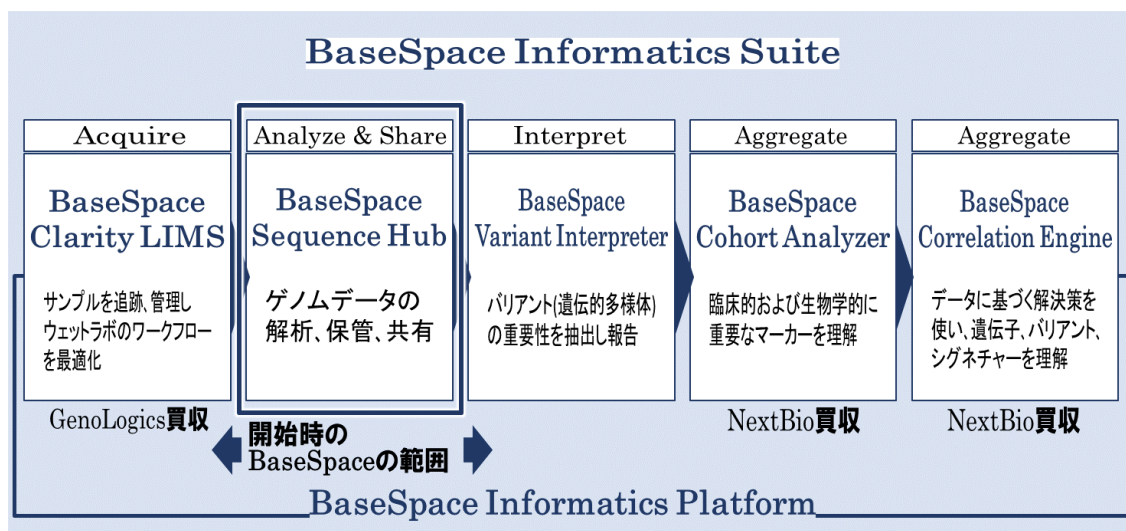 BaseSpace Informatics Suite
Acquire
BaseSpace
Clarity LIMS
サンプルを追跡、管理し
ウェットラボのワークフロー
を最適化
GenoLogics買収
Analyze & Share
BaseSpace
Sequence Hub
ゲノムデータの
解析、保管、共有
開始時の
BaseSpaceの範囲
Interpret
BaseSpace
Variant Interpreter
バリアント(遺伝的多様体)
の重要性を抽出し報告
Aggregate
BaseSpace
Cohort Analyzer
臨床的および生物学的に
重要なマーカーを理解
NextBio買収
Aggregate
BaseSpace
Correlation Engine
データに基づく解決策を
使い、遺伝子、バリアント、
シグネチャーを理解
NextBio買収
BaseSpace Informatics Platform